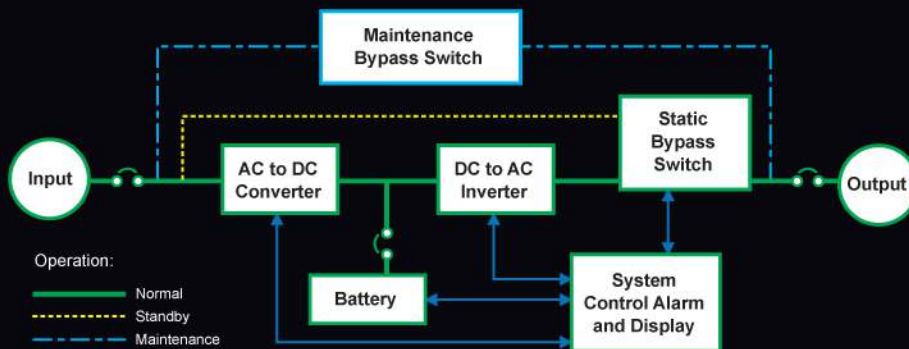 Maintenance
Bypass Switch
Static
Bypass
Switch
Input
AC to DC
Converter
DC to AC
Inverter
Output
Operation:
Normal
Standby
Maintenance
Battery
System
Control Alarm
and Display